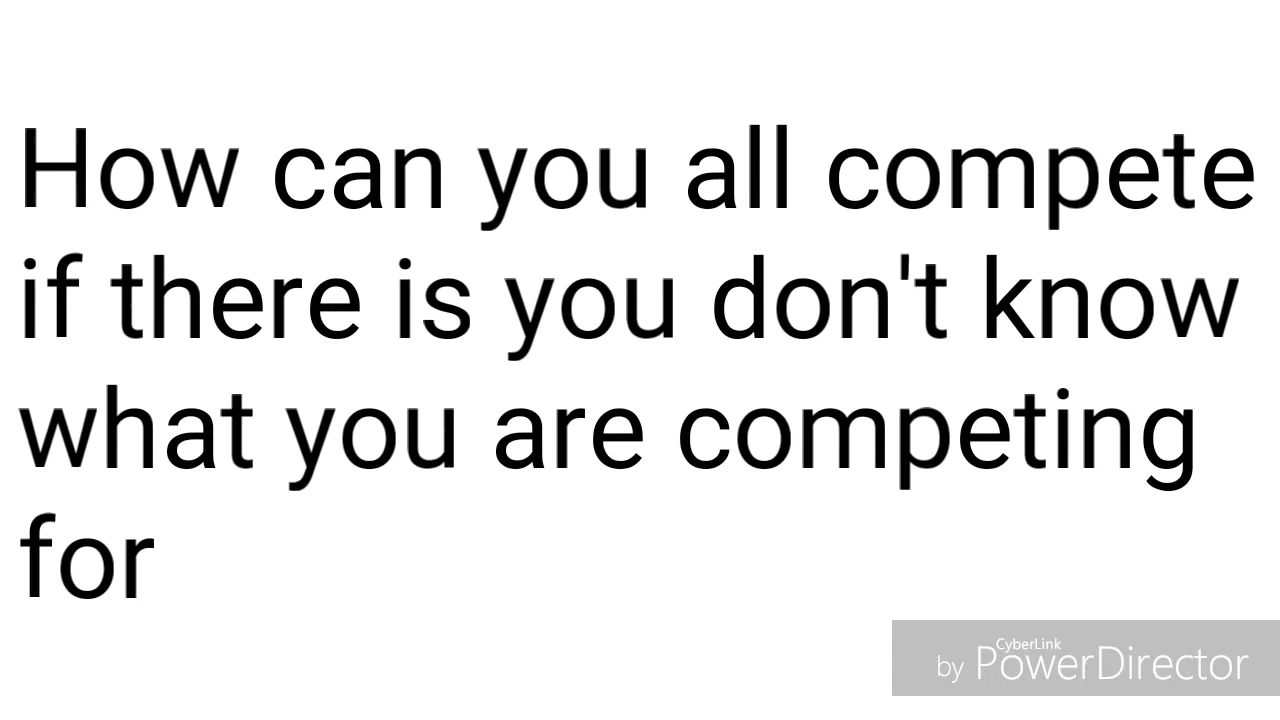 How can you all compete
if there is you don't know
what you are competing
for
CyberLink
by PowerDirector